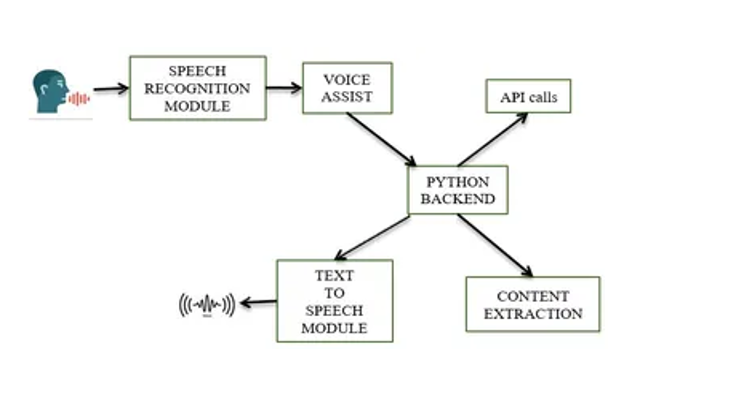 SPEECH
RECOGNITION
MODULE
VOICE
ASSIST
API calls
PYTHON
BACKEND
TEXT
TO
SPEECH
MODULE
CONTENT
EXTRACTION